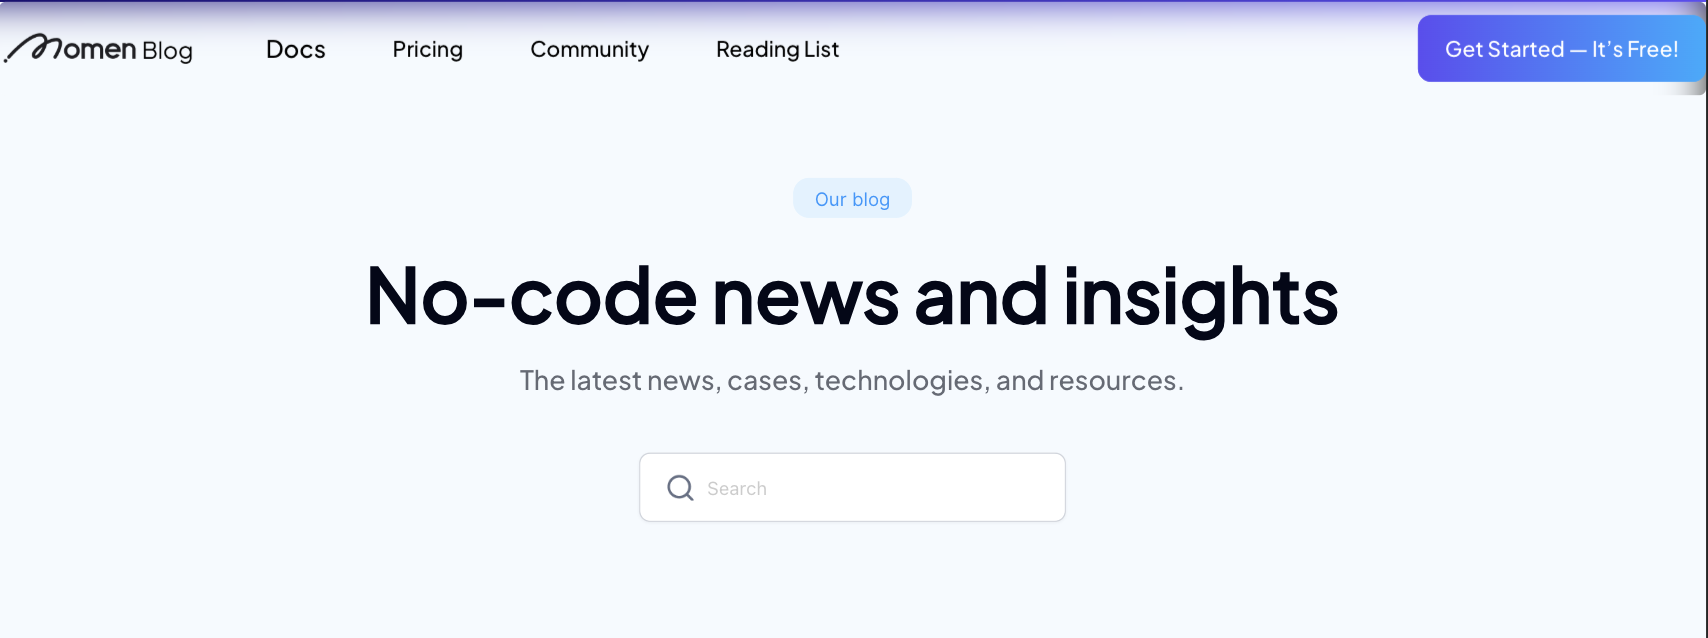 Momen Blog Docs Pricing Community Reading List Get Started — It’s Free!
Our blog
No-code news and insights
The latest news, cases, technologies, and resources.
Search